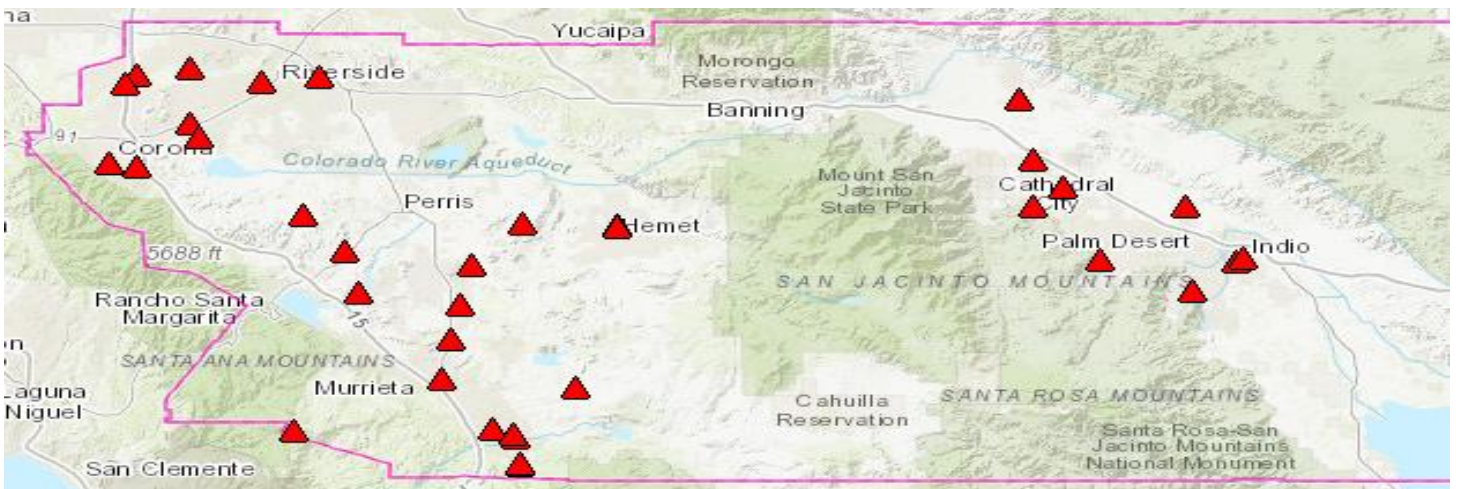 na
Yucaipa
Morongo
Reservation
Riverside
Banning
91
Corona
Colorado River Aqueduct
Mount San
Jacinto
State Park
Cathedral
City
Perris
Hemet
Palm Desert
Indio
5688 ft
SAN JACINTO MOUNTAINS
Rancho Santa
Margarita
15
on
SANTA ANA MOUNTAINS
Laguna
Niguel
Murrieta
Cahuilla
Reservation
SANTA ROSA MOUNTAINS
Santa Rosa-San
Jacinto Mountains
National Monument
San Clemente